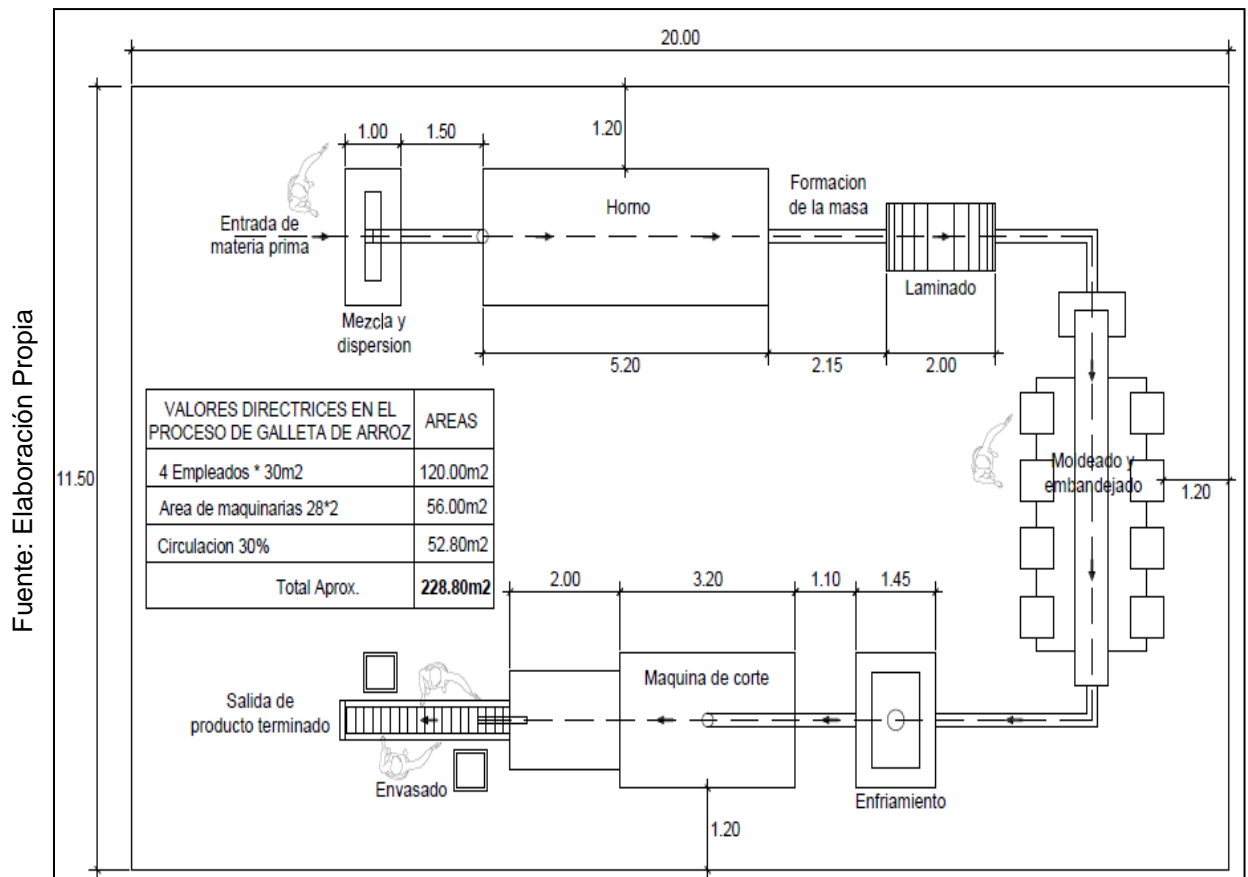 Fuente: Elaboración Propia
20.00
1.00
1.50
1.20
Entrada de
materia prima
Horno
Formacion
de la masa
Laminado
Mezcla y
dispersion
5.20
2.15
2.00
VALORES DIRECTRICES EN EL
PROCESO DE GALLETA DE ARROZ
AREAS
4 Empleados * 30m2
120.00m2
Area de maquinarias 28*2
56.00m2
Circulacion 30%
52.80m2
Total Aprox.
228.80m2
11.50
Moldeado y
embandejado
1.20
2.00
3.20
1.10
1.45
Maquina de corte
Salida de
producto terminado
Envasado
Enfriamiento
1.20